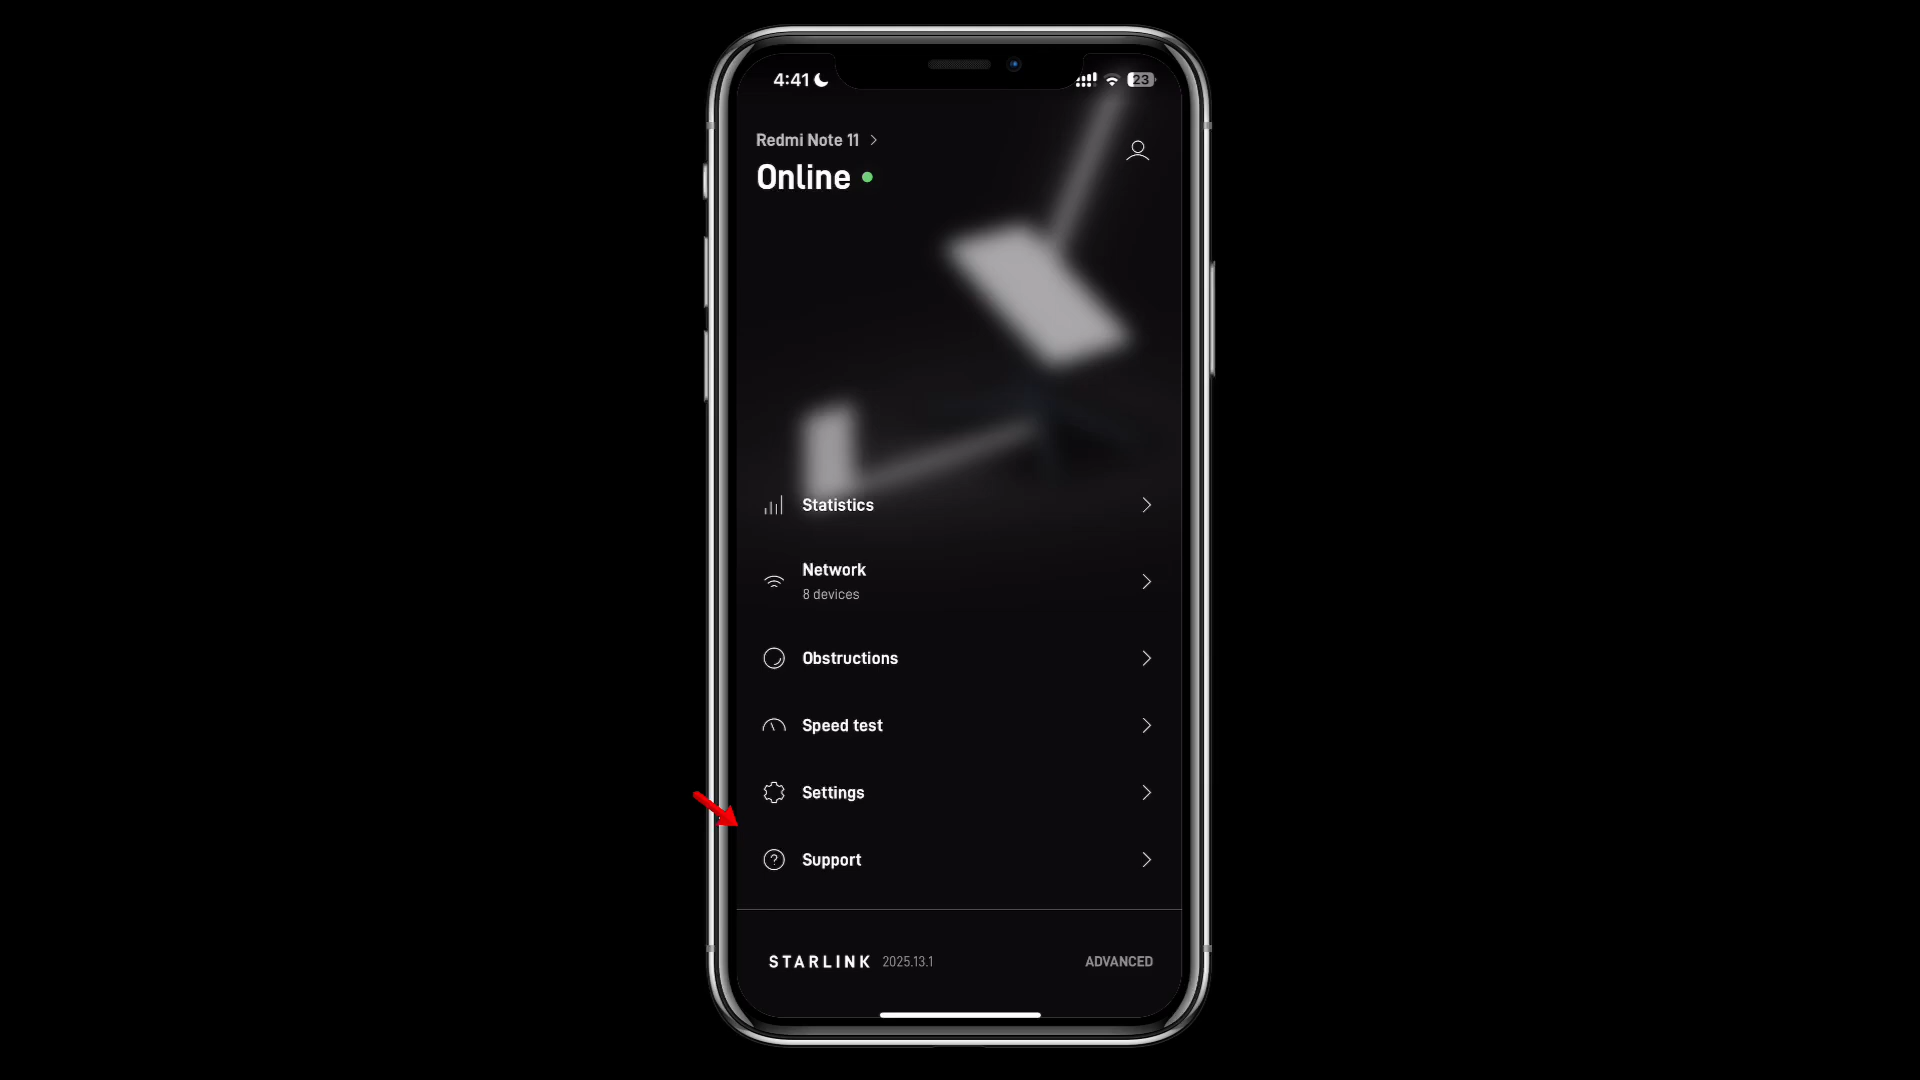 4:41
23
Redmi Note 11
Online
Statistics
Network
8 devices
Obstructions
Speed test
Settings
Support
STARLINK 2025.13.1
ADVANCED